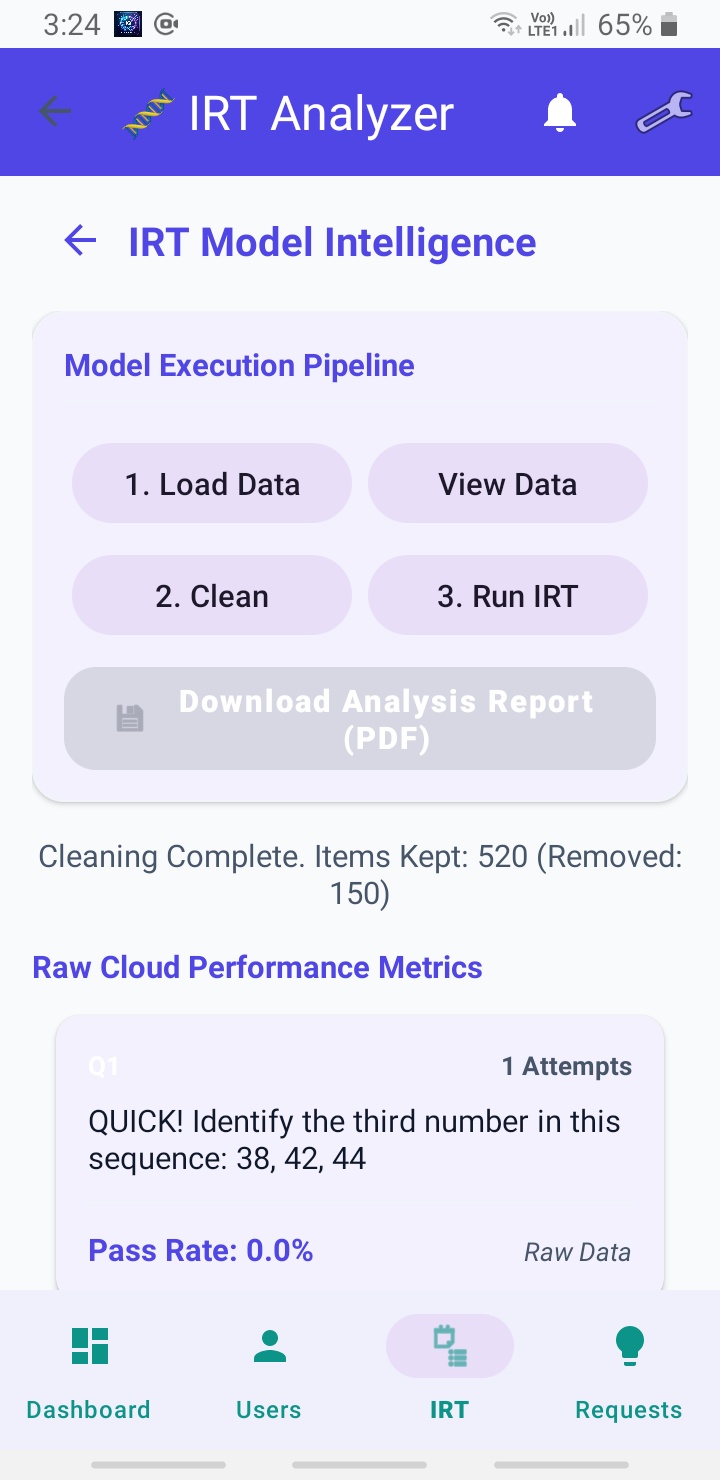 3:24
Vo))
LTE1
65%
IRT Analyzer
IRT Model Intelligence
Model Execution Pipeline
1. Load Data
View Data
2. Clean
3. Run IRT
Download Analysis Report
(PDF)
Cleaning Complete. Items Kept: 520 (Removed:
150)
Raw Cloud Performance Metrics
Q1
1 Attempts
QUICK! Identify the third number in this
sequence: 38, 42, 44
Pass Rate: 0.0%
Raw Data
Dashboard
Users
IRT
Requests